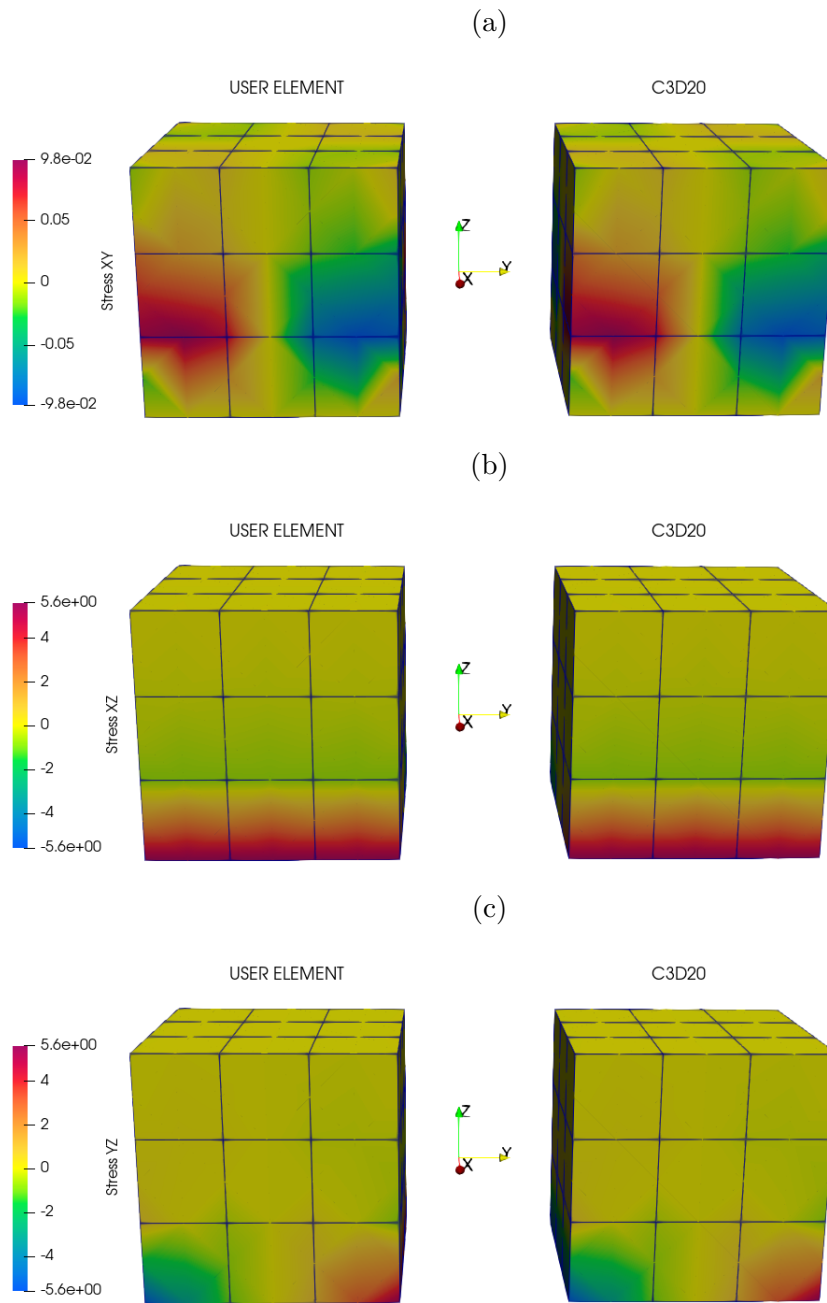 (a)
USER ELEMENT
C3D20
9.8e-02
0.05
0
-0.05
-9.8e-02
Stress XY
Z
Y
X
(b)
USER ELEMENT
C3D20
5.6e+00
4
2
0
-2
-4
-5.6e+00
Stress XZ
Z
Y
X
(c)
USER ELEMENT
C3D20
5.6e+00
4
2
0
-2
-4
-5.6e+00
Stress YZ
Z
Y
X